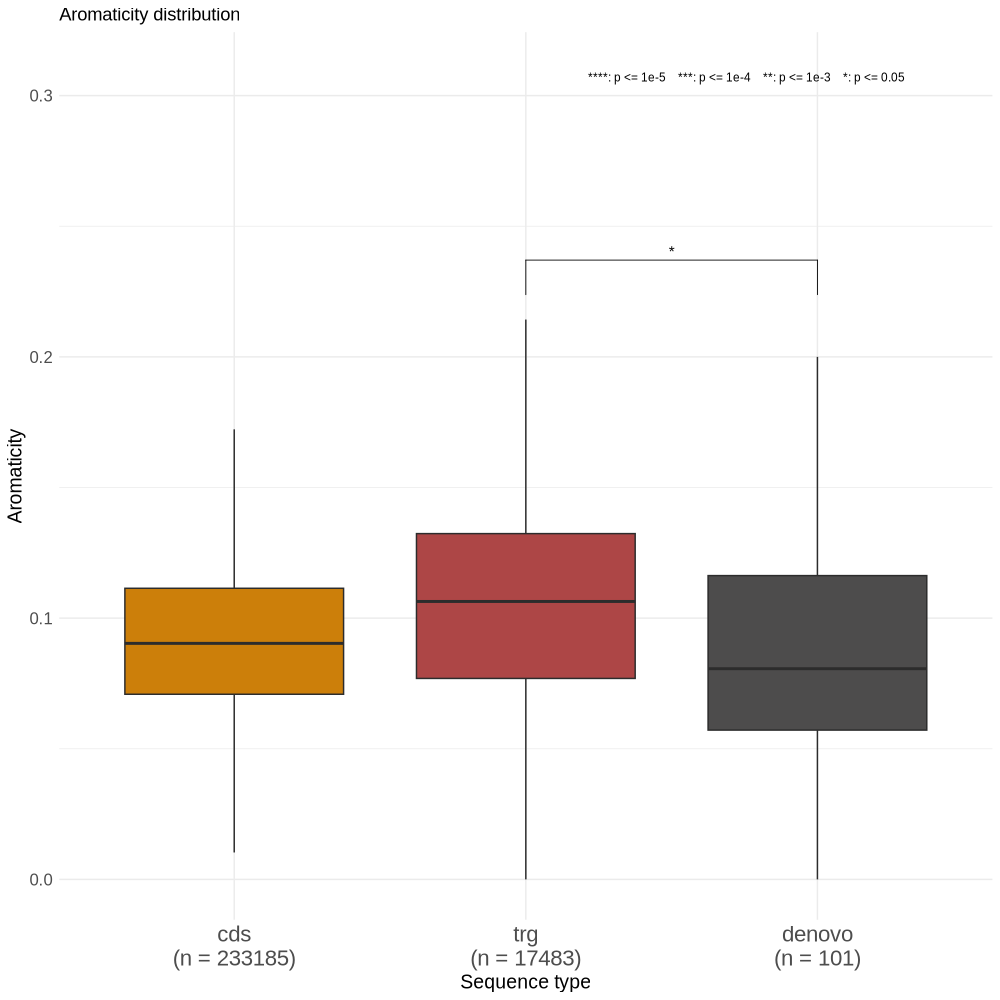 Aromaticity distribution
****: p <= 1e-5 ***: p <= 1e-4 **: p <= 1e-3 *: p <= 0.05
0.3
*
0.2
Aromaticity
0.1
0.0
cds
(n = 233185)
trg
(n = 17483)
denovo
(n = 101)
Sequence type